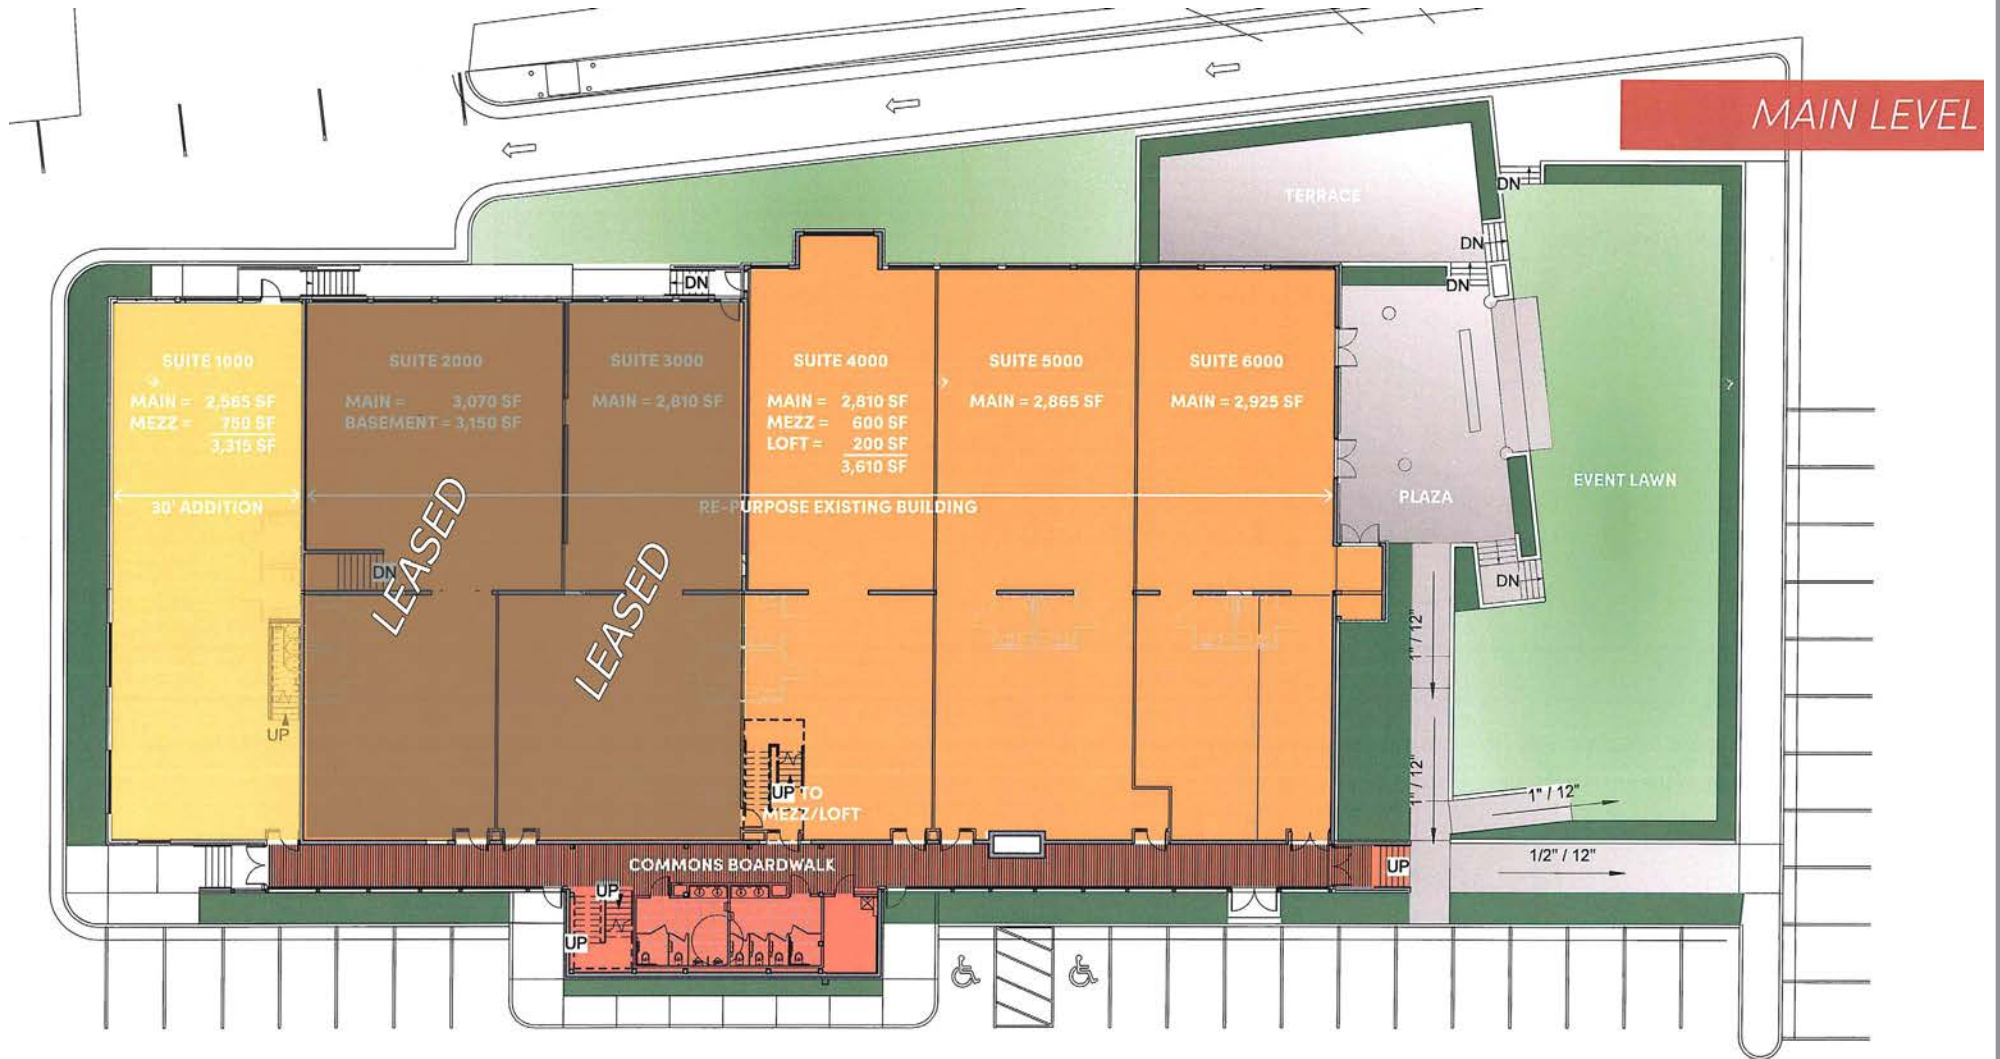 MAIN LEVEL
TERRACE
DN
DN
DN
DN
SUITE 1000
MAIN = 2,565 SF
MEZZ = 750 SF
3,315 SF
SUITE 2000
MAIN = 3,070 SF
BASEMENT = 3,150 SF
SUITE 3000
MAIN = 2,810 SF
SUITE 4000
MAIN = 2,810 SF
MEZZ = 600 SF
LOFT = 200 SF
3,610 SF
SUITE 5000
MAIN = 2,865 SF
SUITE 6000
MAIN = 2,925 SF
EVENT LAWN
PLAZA
30' ADDITION
RE-PURPOSE EXISTING BUILDING
LEASED
LEASED
DN
DN
1" / 12"
UP
1" / 12"
1" / 12"
UP TO
MEZZ/LOFT
COMMONS BOARDWALK
UP
1/2" / 12"
UP
UP